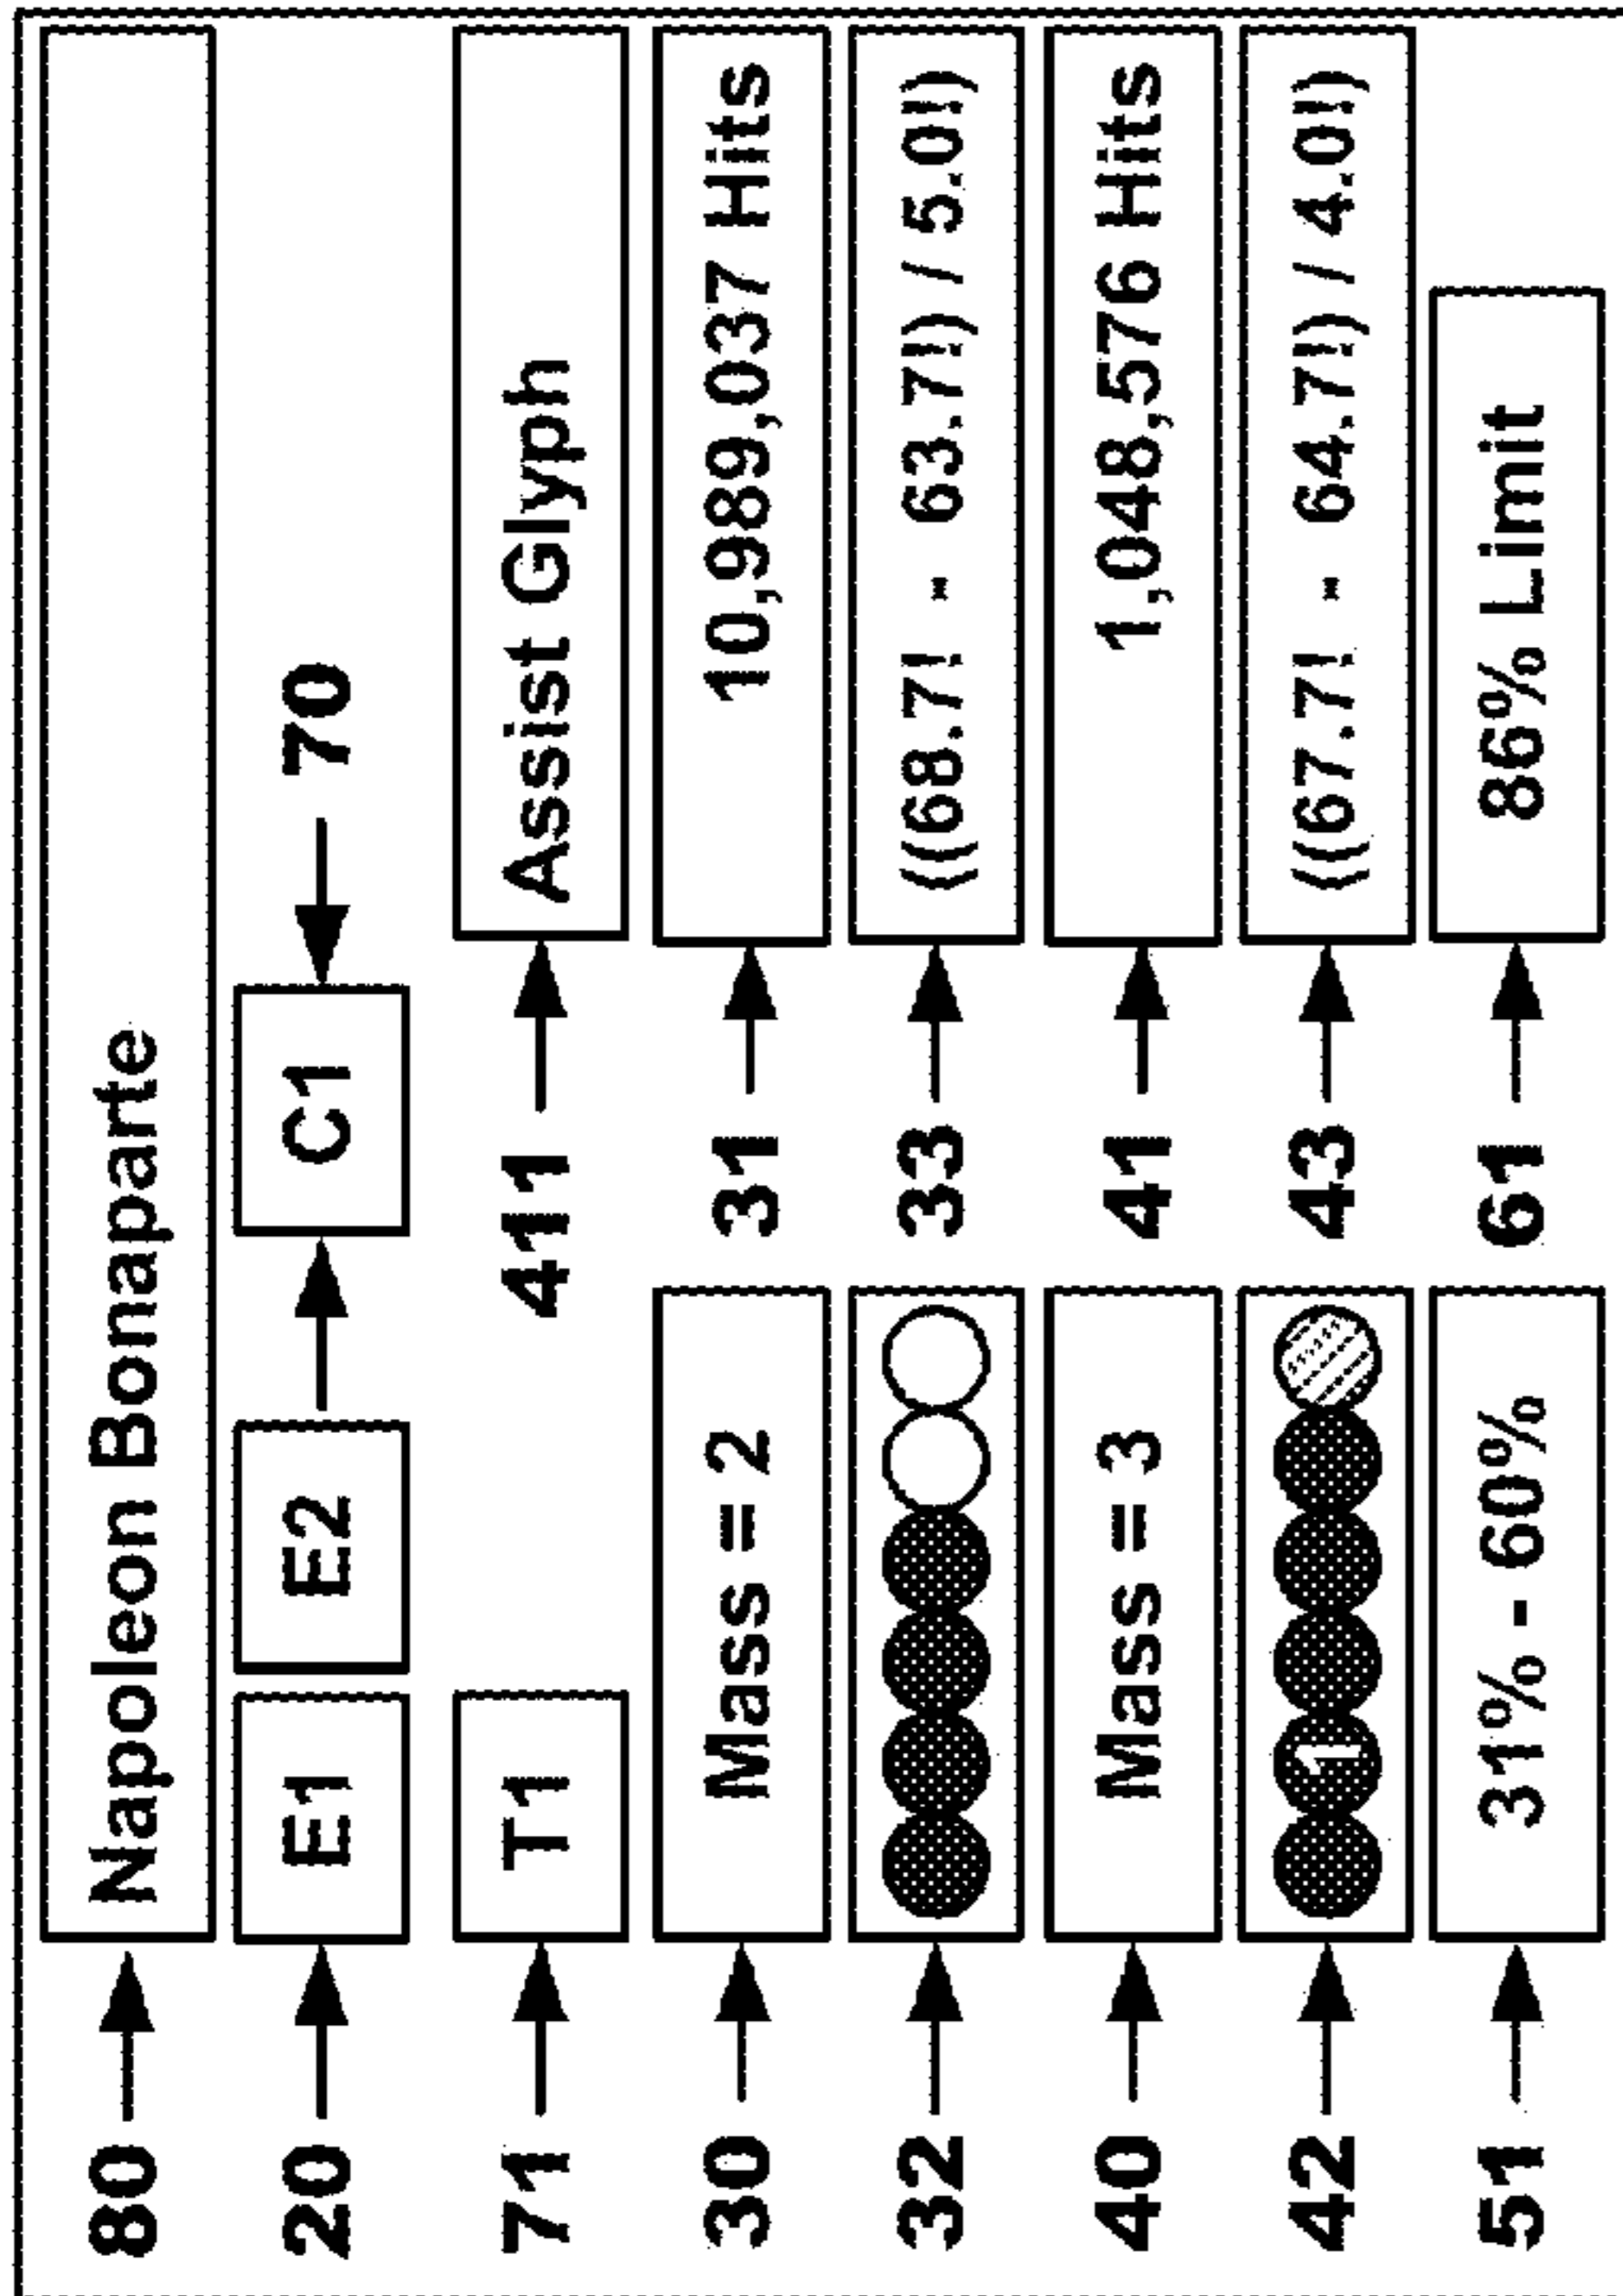 80 Napoleon Bonaparte
20 E1 E2 C1 70
71 T1 411 Assist Glyph
30 Mass = 2 31 10,989,037 Hits
32 33 ((68.7! - 63.7!) / 5.0!)
40 Mass = 3 41 1,048,576 Hits
42 1 43 ((67.7! - 64.7!) / 4.0!)
51 31% - 60% 61 86% Limit